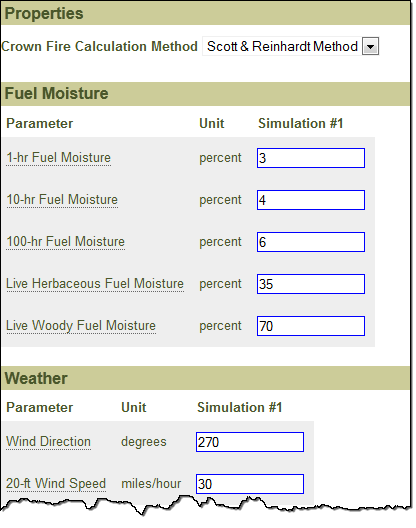 Properties
Crown Fire Calculation Method Scott & Reinhardt Method
Fuel Moisture
Parameter Unit Simulation #1
1-hr Fuel Moisture percent 3
10-hr Fuel Moisture percent 4
100-hr Fuel Moisture percent 6
Live Herbaceous Fuel Moisture percent 35
Live Woody Fuel Moisture percent 70
Weather
Parameter Unit Simulation #1
Wind Direction degrees 270
20-ft Wind Speed miles/hour 30